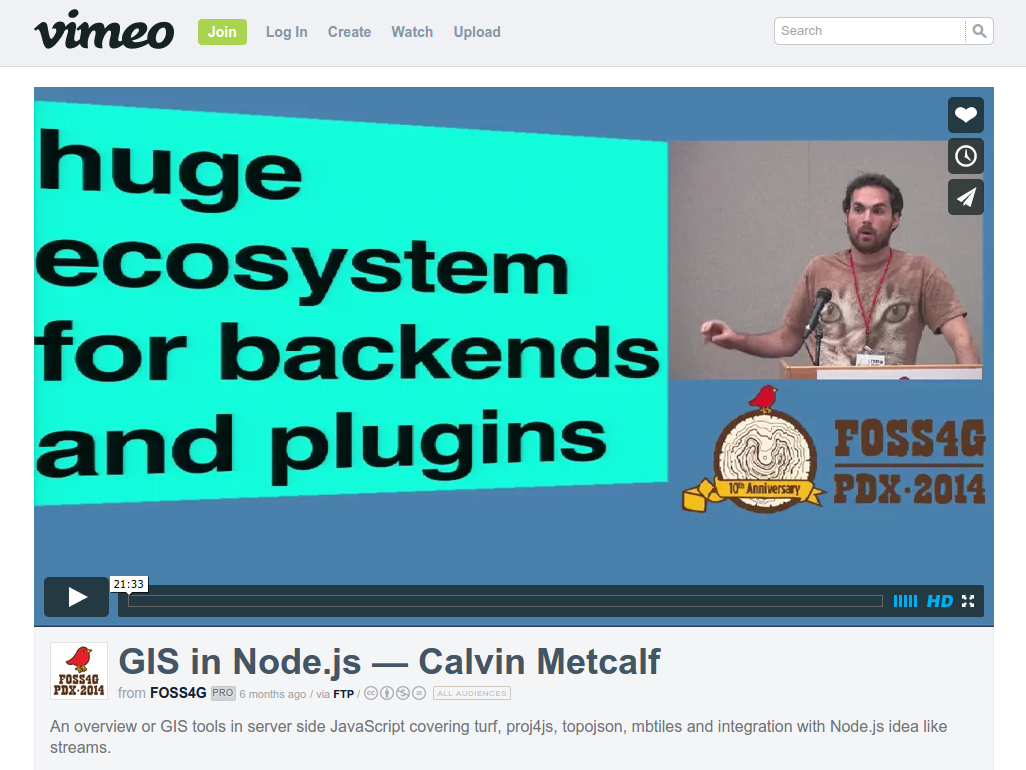 vimeo
Join Log In Create Watch Upload
Search
huge
ecosystem
for backends
and plugins
10th Anniversary
FOSS4G
PDX·2014
21:33
HD
FOSS4G
PDX·2014
GIS in Node.js — Calvin Metcalf
from FOSS4G PRO 6 months ago / via FTP / cc ALL AUDIENCES
An overview or GIS tools in server side JavaScript covering turf, proj4js, topojson, mbtiles and integration with Node.js idea like
streams.